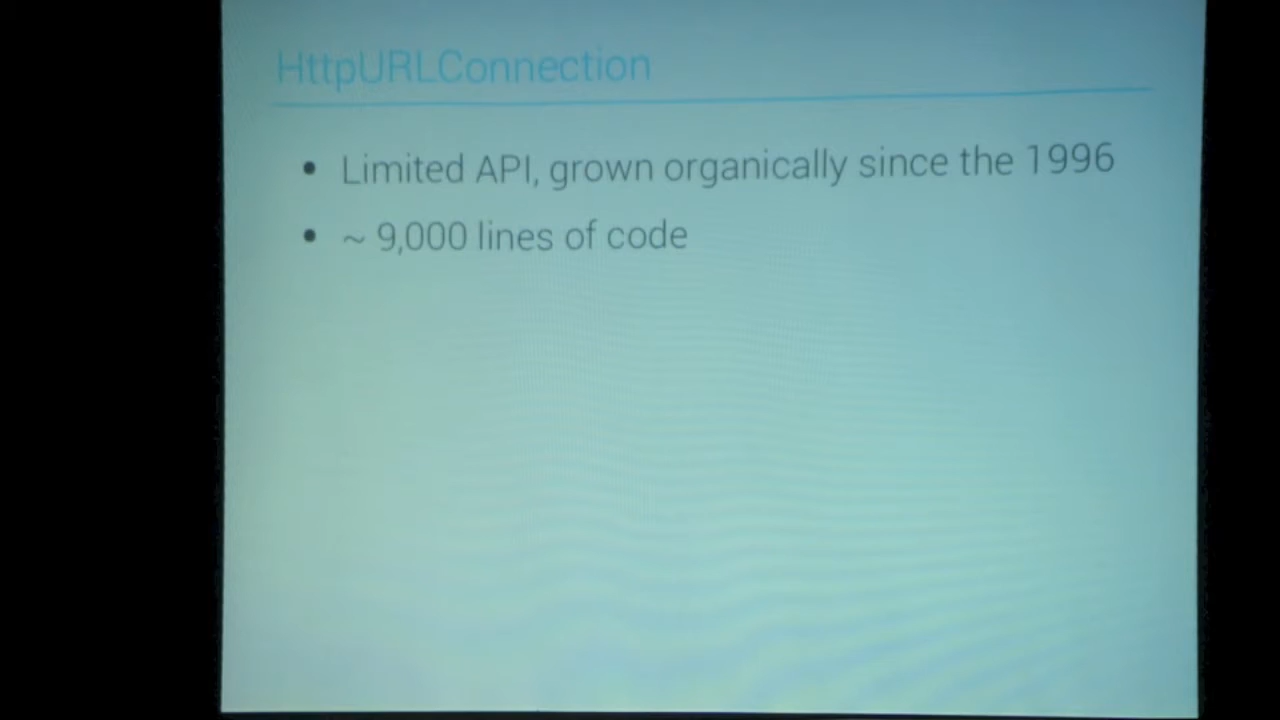 HttpURLConnection
• Limited API, grown organically since the 1996
• ~ 9,000 lines of code